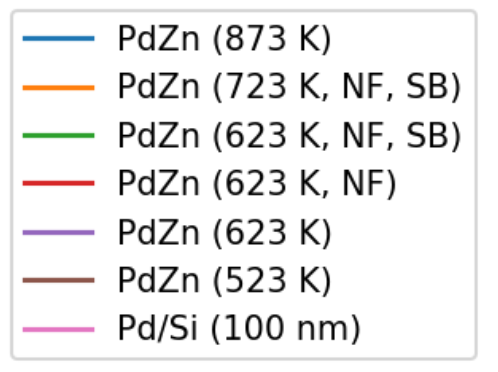 PdZn (873 K)
PdZn (723 K, NF, SB)
PdZn (623 K, NF, SB)
PdZn (623 K, NF)
PdZn (623 K)
PdZn (523 K)
Pd/Si (100 nm)